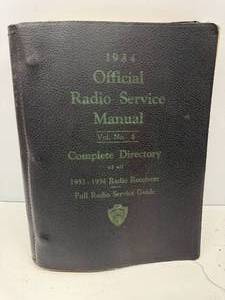 1934
Official
Radio Service
Manual
Vol. No. 4
Complete Directory
of all
1933 - 1934 Radio Receivers
Full Radio Service Guide